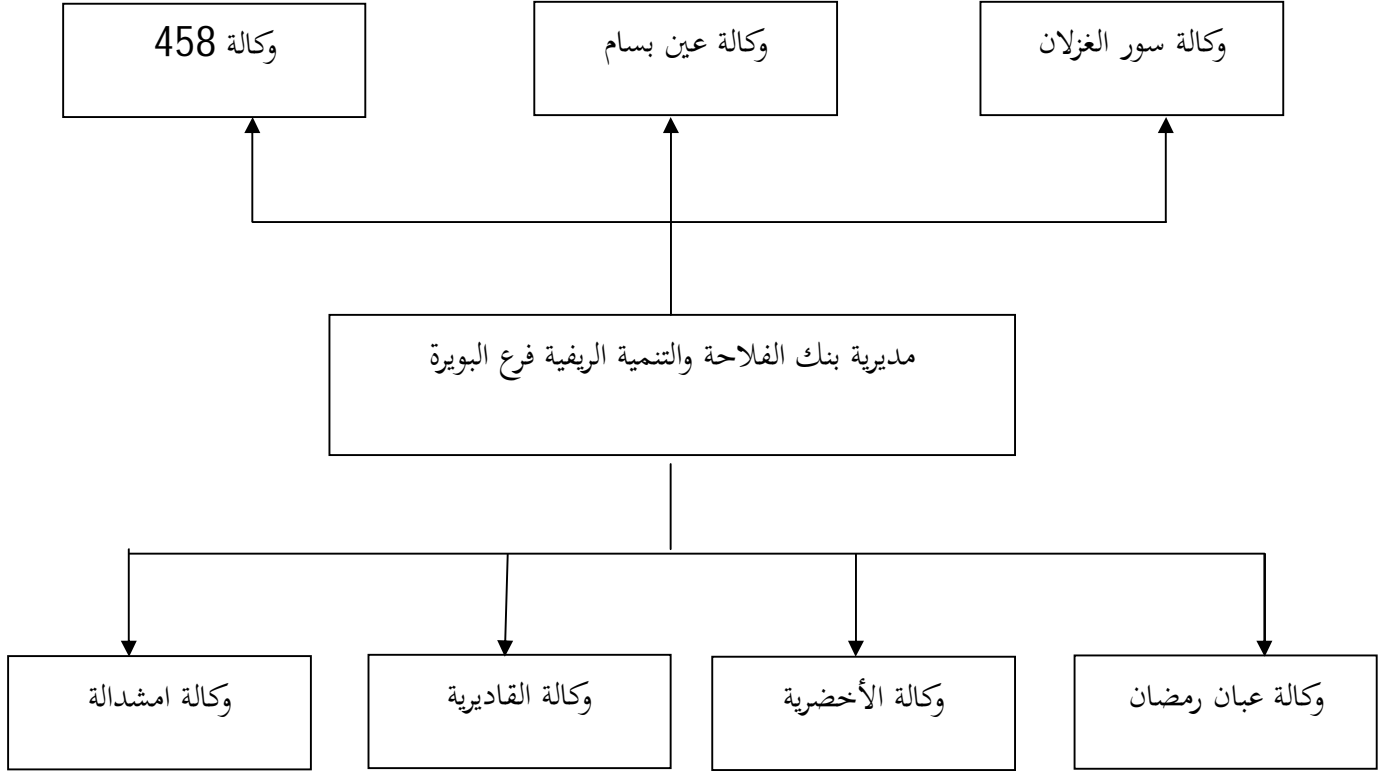 وكالة سور الغزلان
وكالة عين بسام
وكالة 458
مديرية بنك الفلاحة والتنمية الريفية فرع البويرة
وكالة عبان رمضان
وكالة الأخضرية
وكالة القاديرية
وكالة امشدالة